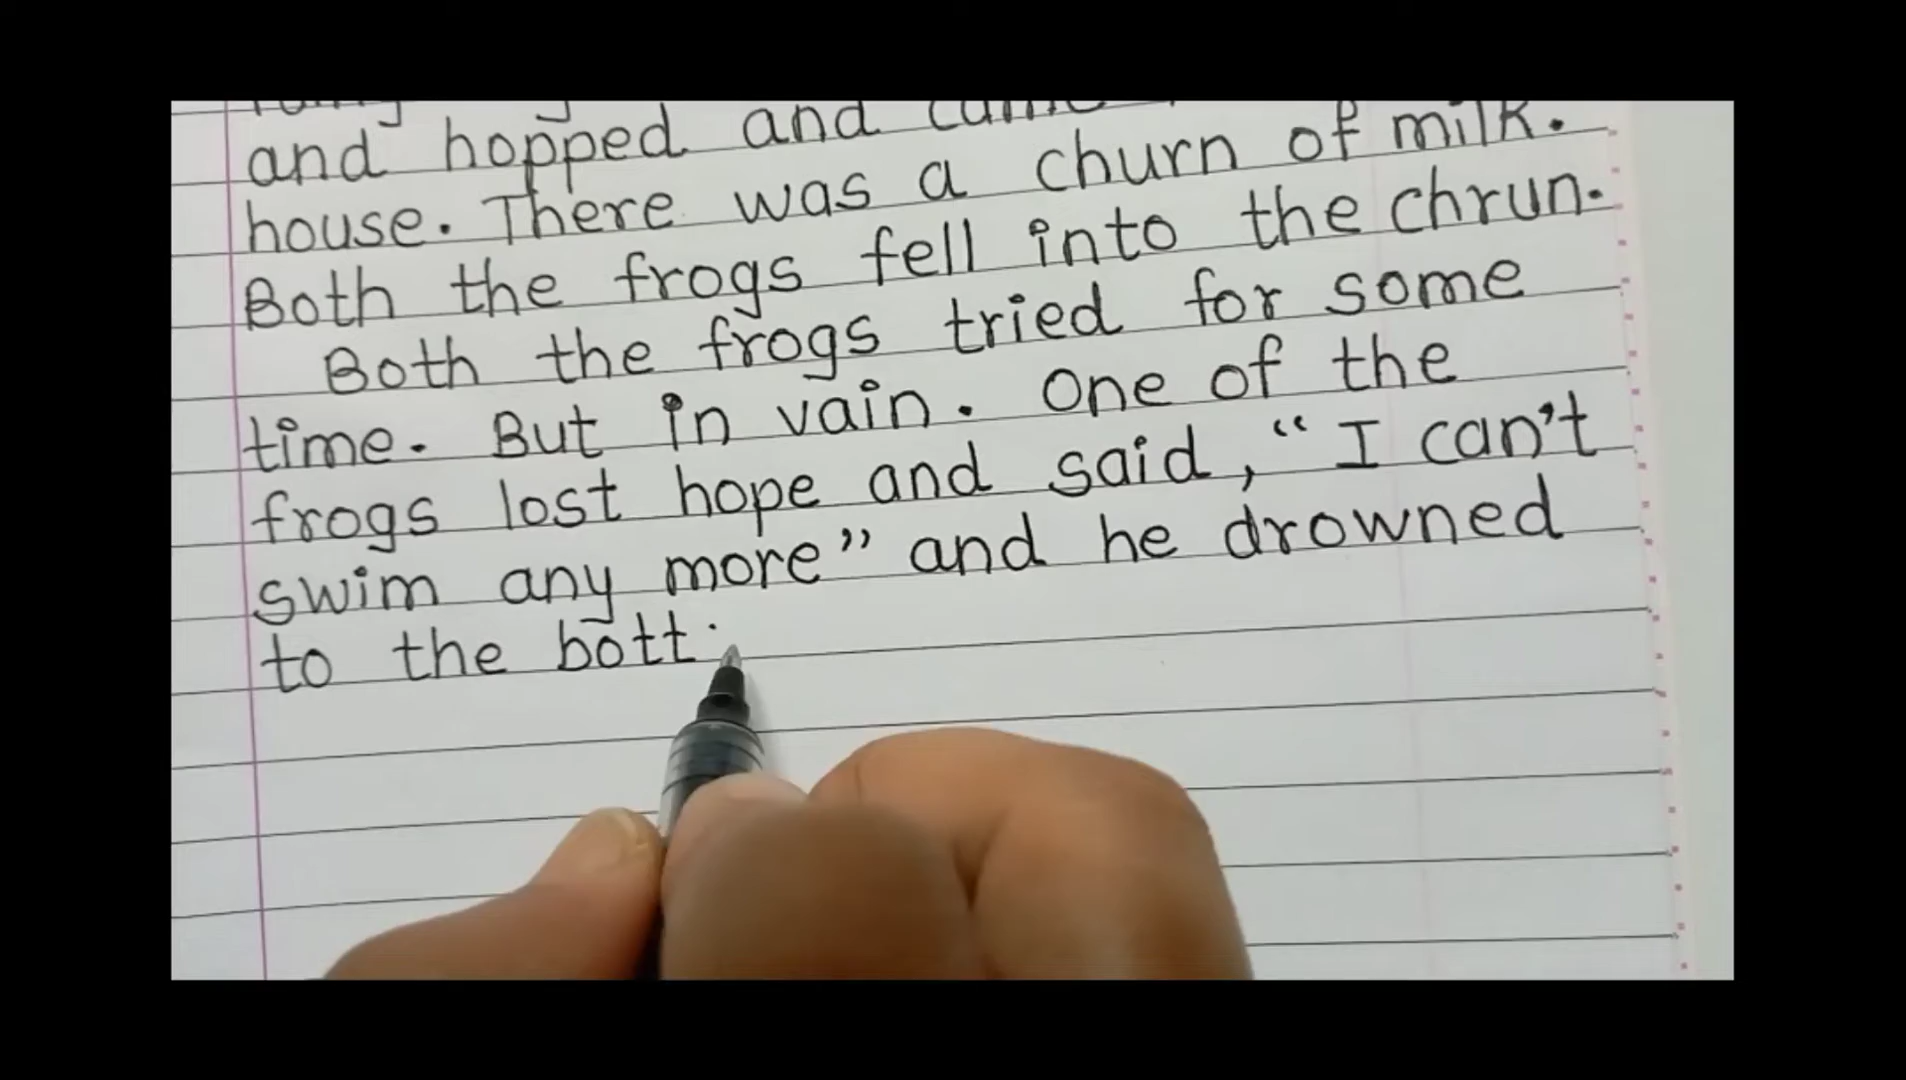 and hopped and
house. There was a churn of milk.
Both the frogs fell into the chrun.
Both the frogs tried for some
time. But in vain. One of the
frogs lost hope and said, “I can't
swim any more” and he drowned
to the bott